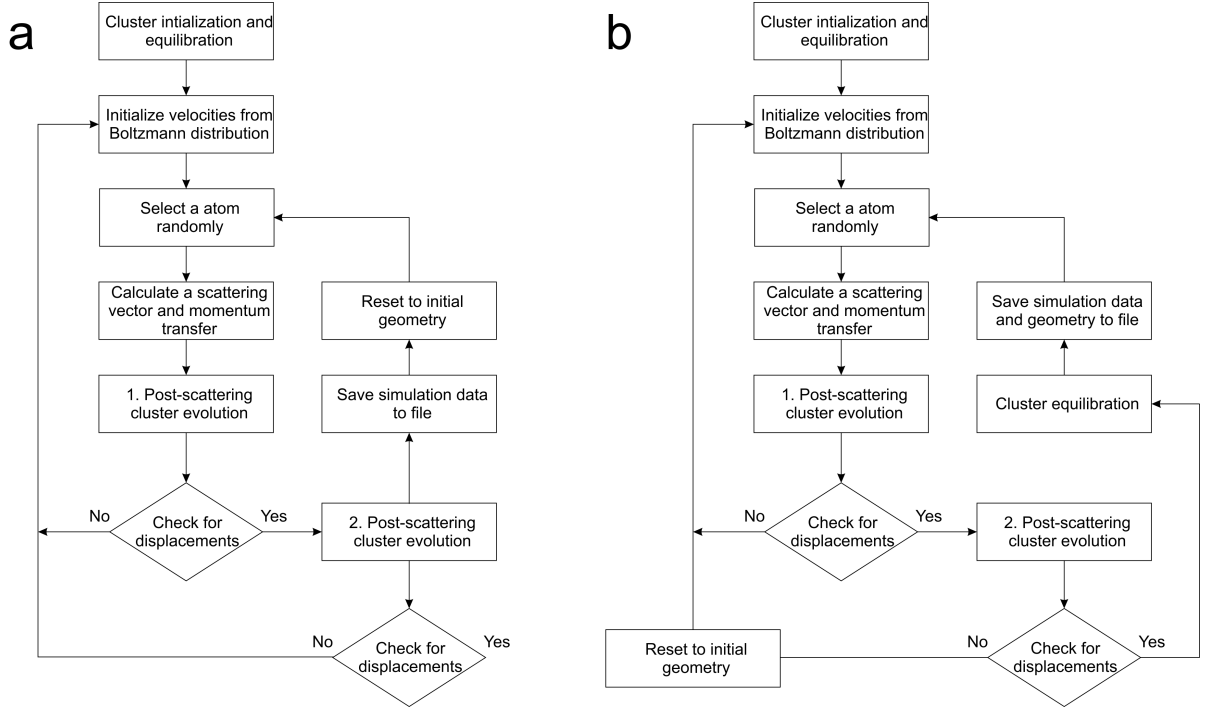 a
Cluster intialization and
equilibration
Initialize velocities from
Boltzmann distribution
Select a atom
randomly
Calculate a scattering
vector and momentum
transfer
Reset to initial
geometry
1. Post-scattering
cluster evolution
Save simulation data
to file
No
Check for
displacements
Yes
2. Post-scattering
cluster evolution
No
Check for
displacements
Yes
b
Cluster intialization and
equilibration
Initialize velocities from
Boltzmann distribution
Select a atom
randomly
Calculate a scattering
vector and momentum
transfer
Save simulation data
and geometry to file
1. Post-scattering
cluster evolution
Cluster equilibration
No
Check for
displacements
Yes
2. Post-scattering
cluster evolution
Reset to initial
geometry
No
Check for
displacements
Yes